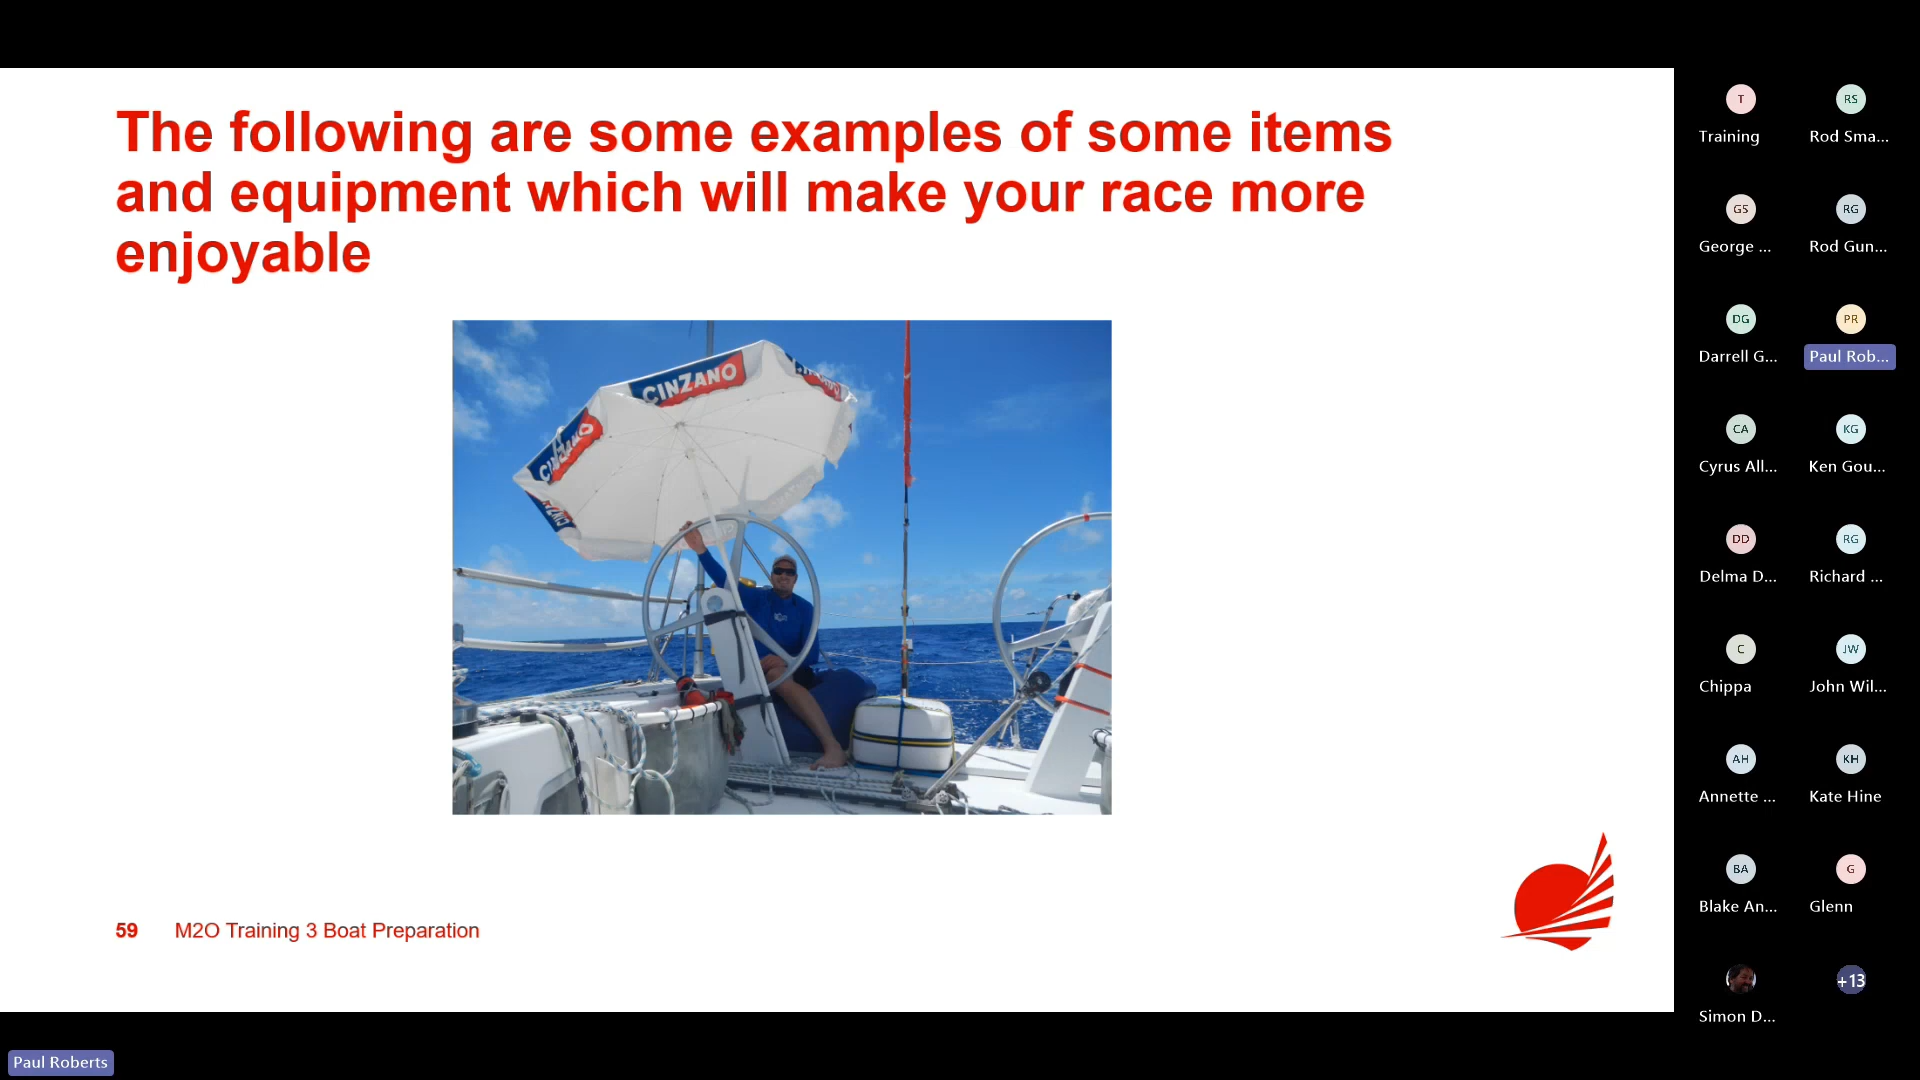 The following are some examples of some items
and equipment which will make your race more
enjoyable
CINZANO
CINZANO
CINZANO
59 M2O Training 3 Boat Preparation
T
Training
RS
Rod Sma...
GS
George ...
RG
Rod Gun...
DG
Darrell G...
PR
Paul Rob...
CA
Cyrus All...
KG
Ken Gou...
DD
Delma D...
RG
Richard ...
C
Chippa
JW
John Wil...
AH
Annette ...
KH
Kate Hine
BA
Blake An...
G
Glenn
Simon D...
+13
Paul Roberts